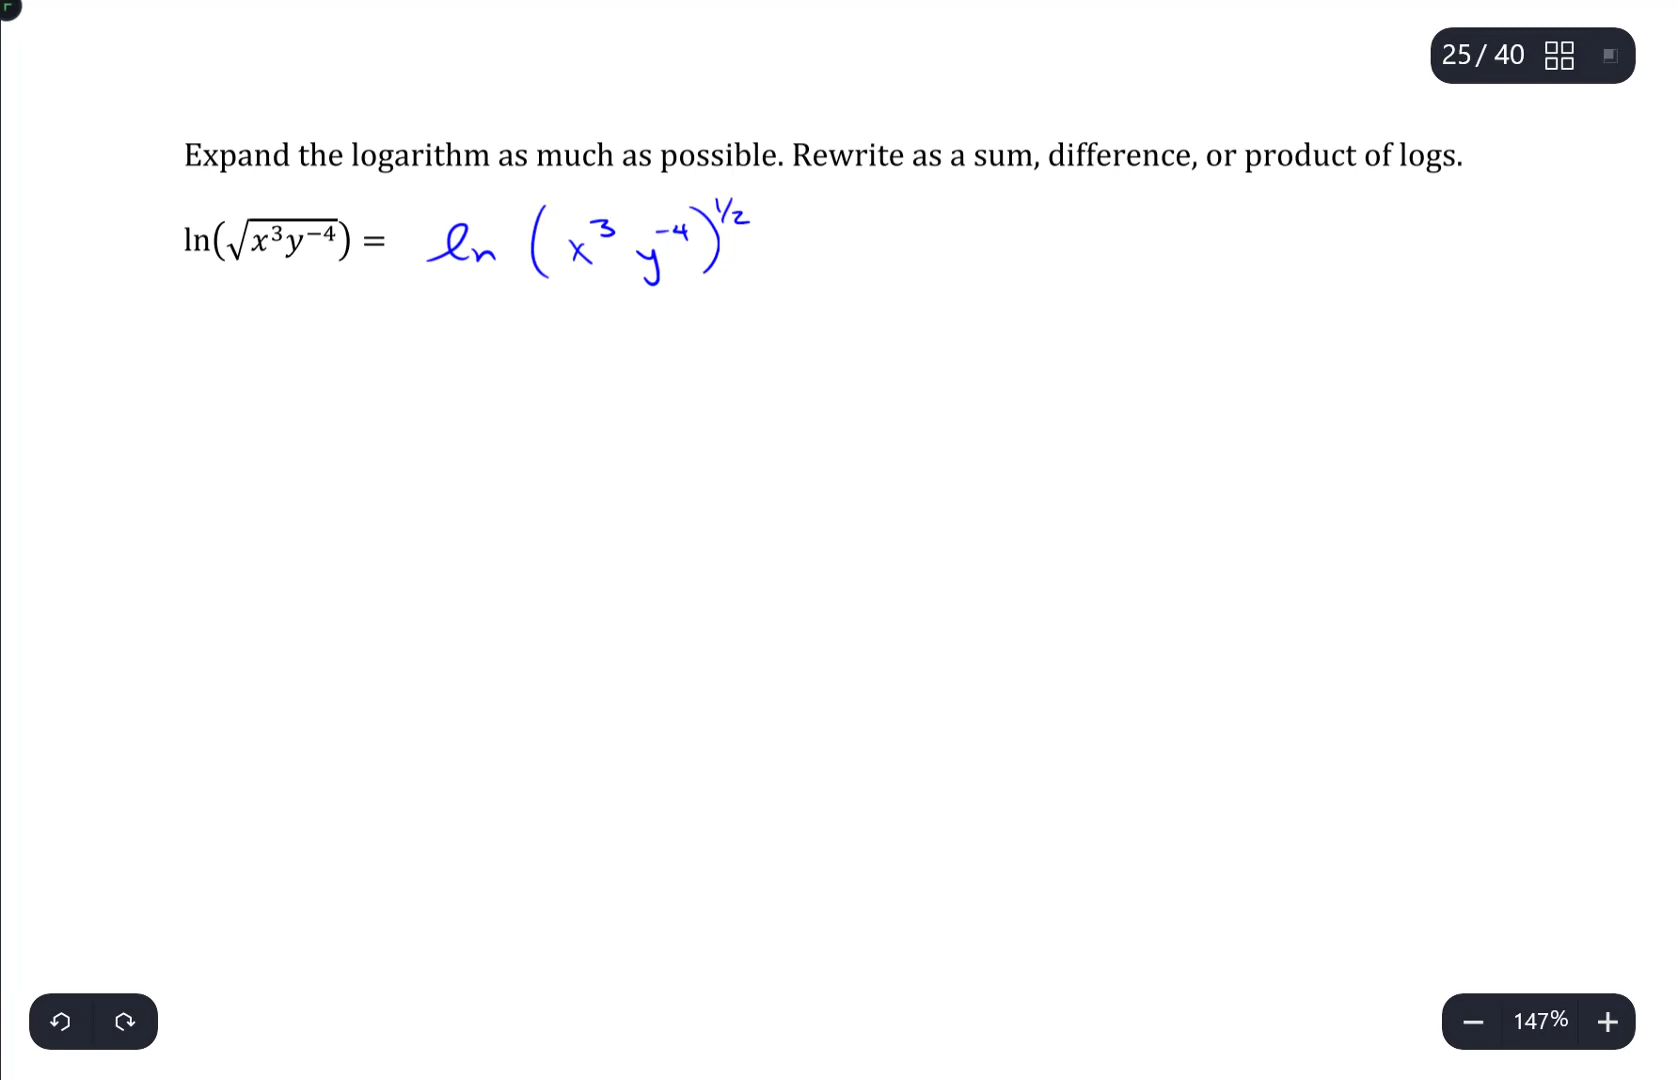 25 / 40
Expand the logarithm as much as possible. Rewrite as a sum, difference, or product of logs.
ln(√x³y⁻⁴) = ln (x³ y⁻⁴)^1/2
147%